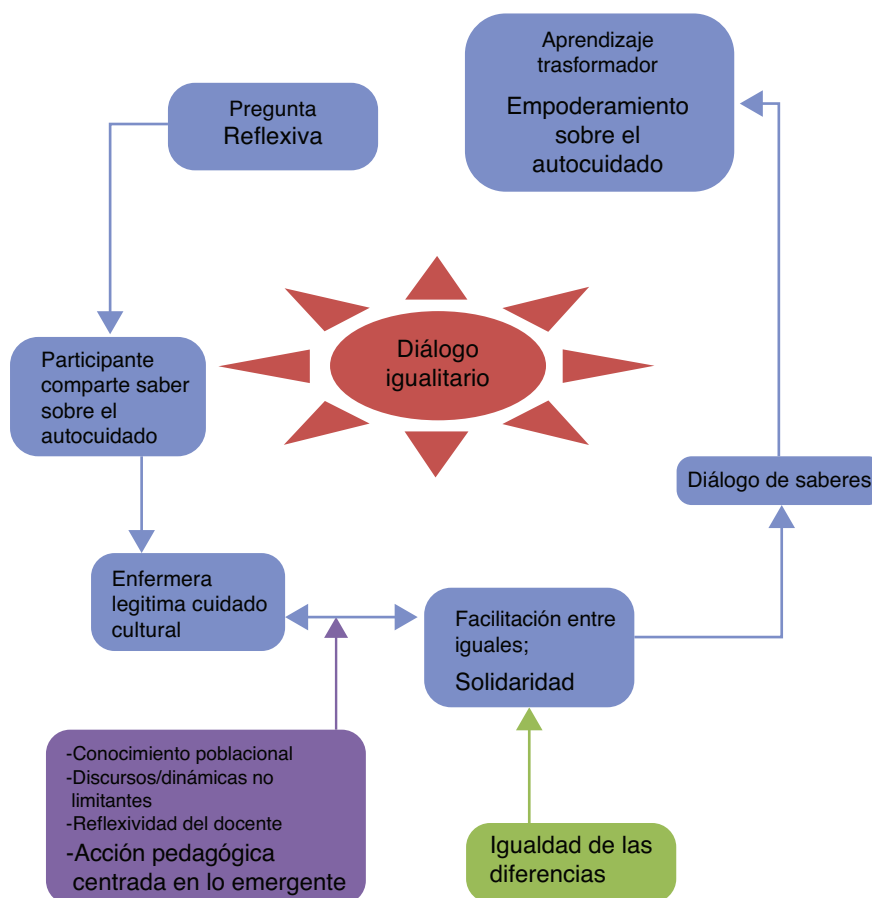 Pregunta
Reflexiva
Aprendizaje
trasformador
Empoderamiento
sobre el
autocuidado
Diálogo
igualitario
Participante
comparte saber
sobre el
autocuidado
Diálogo de saberes
Enfermera
legitima cuidado
cultural
Facilitación entre
iguales;
Solidaridad
-Conocimiento poblacional
-Discursos/dinámicas no
limitantes
-Reflexividad del docente
-Acción pedagógica
centrada en lo emergente
Igualdad de las
diferencias